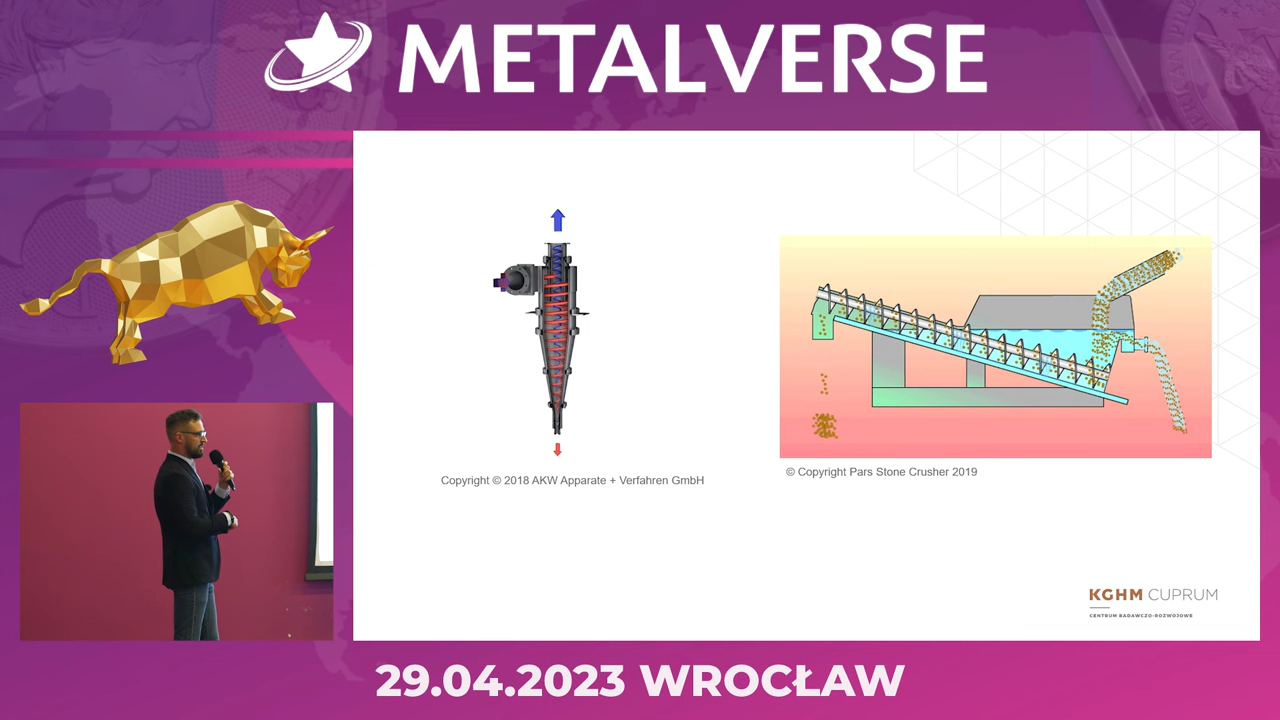 METALVERSE
Copyright © 2018 AKW Apparate + Verfahren GmbH
© Copyright Pars Stone Crusher 2019
KGHM CUPRUM
CENTRUM BADAWCZO-ROZWOJOWE
29.04.2023 WROCŁAW